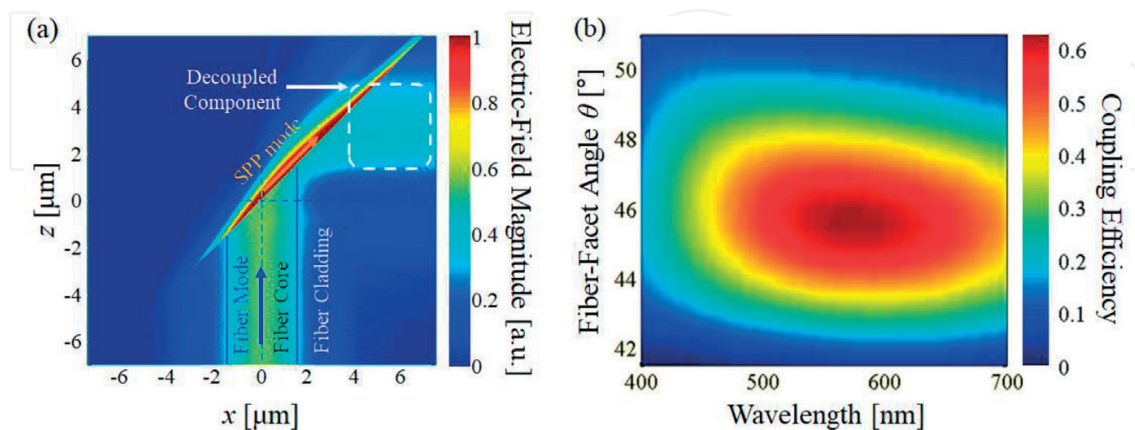 (a)
6
4
2
0
-2
-4
-6
z [μm]
-6
-4
-2
0
2
4
6
x [μm]
Decoupled
Component
SPP mode
Fiber Mode
Fiber Core
Fiber Cladding
1
0.8
0.6
0.4
0.2
0
Electric-Field Magnitude [a.u.]
(b)
50
48
46
44
42
Fiber-Facet Angle θ [°]
400
500
600
700
Wavelength [nm]
0.6
0.5
0.4
0.3
0.2
0.1
0
Coupling Efficiency